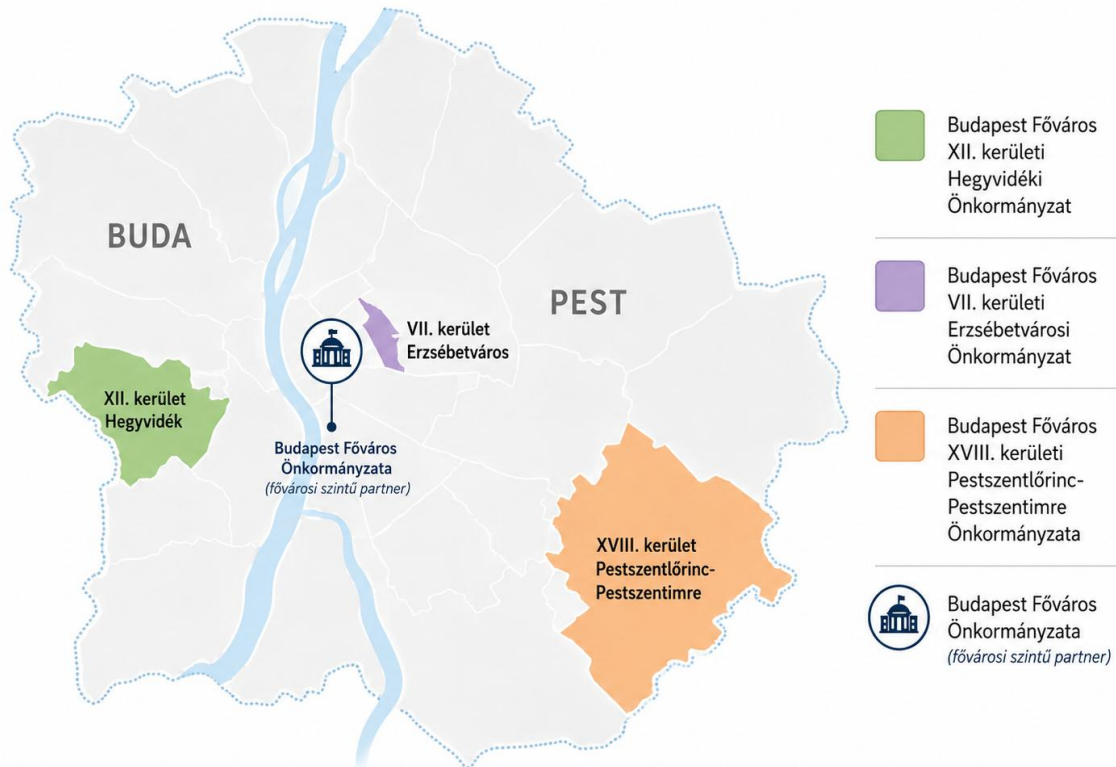 BUDA
PEST
VII. kerület
Erzsébetváros
XII. kerület
Hegyvidék
Budapest Főváros
Önkormányzata
(fővárosi szintű partner)
XVIII. kerület
Pestszentlőrinc-
Pestszentimre
Budapest Főváros
XII. kerületi
Hegyvidéki
Önkormányzat
Budapest Főváros
VII. kerületi
Erzsébetvárosi
Önkormányzat
Budapest Főváros
XVIII. kerületi
Pestszentlőrinc-
Pestszentimre
Önkormányzata
Budapest Főváros
Önkormányzata
(fővárosi szintű partner)